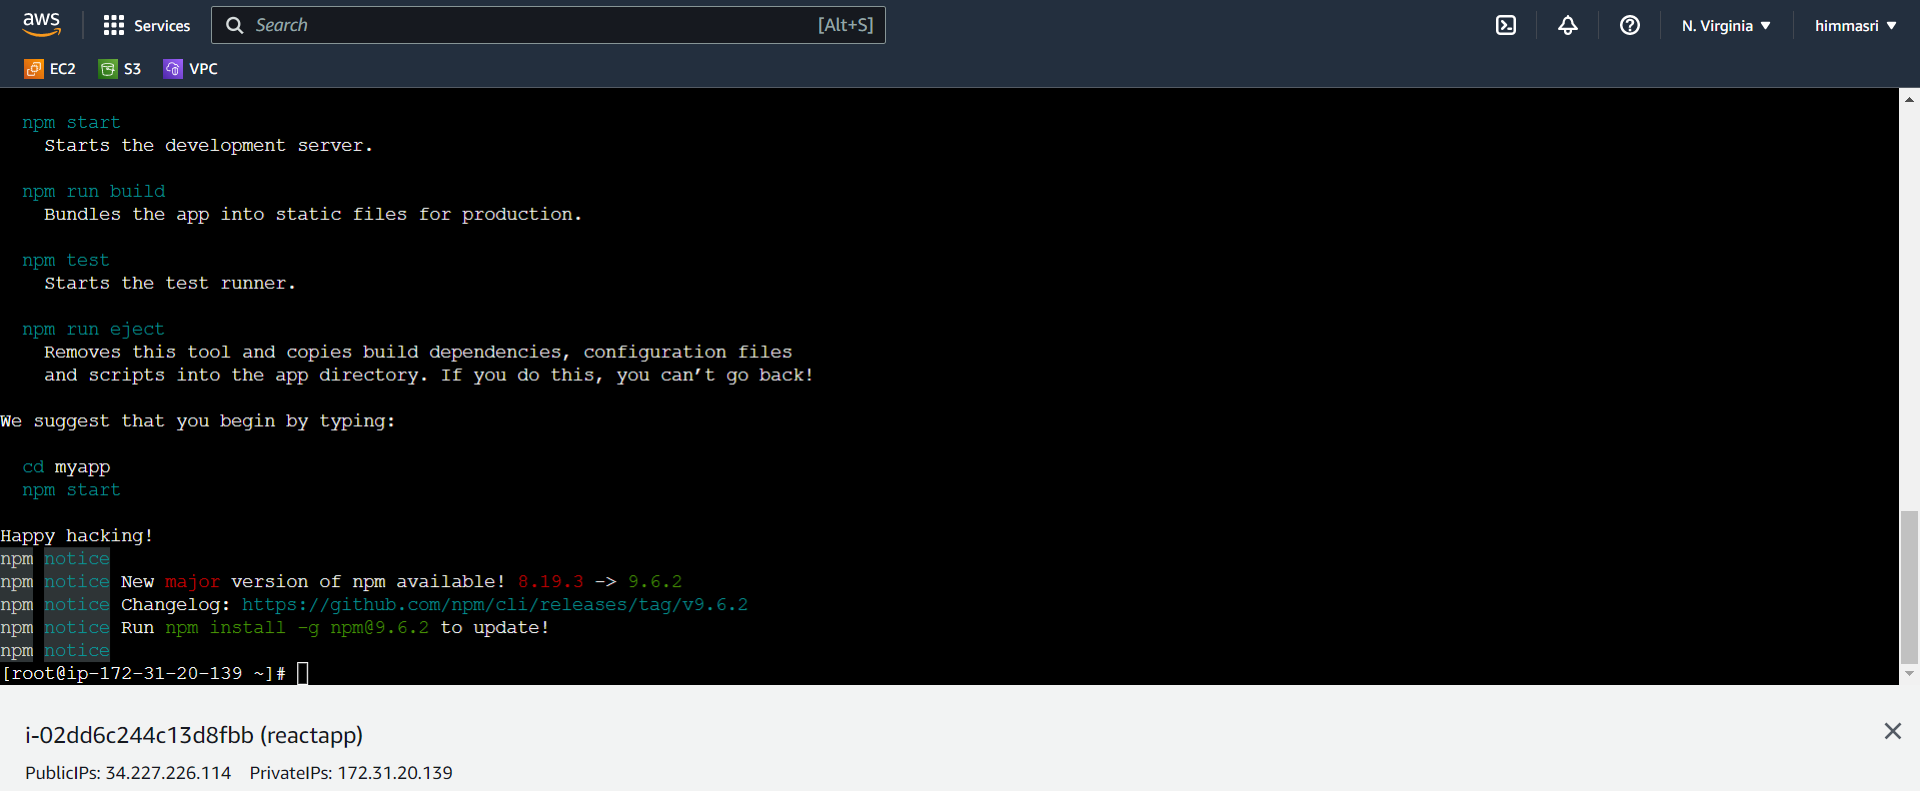 aws Services Search [Alt+S] N. Virginia himmasri
EC2 S3 VPC
npm start
Starts the development server.
npm run build
Bundles the app into static files for production.
npm test
Starts the test runner.
npm run eject
Removes this tool and copies build dependencies, configuration files
and scripts into the app directory. If you do this, you can’t go back!
We suggest that you begin by typing:
cd myapp
npm start
Happy hacking!
npm notice
npm notice New major version of npm available! 8.19.3 -> 9.6.2
npm notice Changelog: https://github.com/npm/cli/releases/tag/v9.6.2
npm notice Run npm install -g npm@9.6.2 to update!
npm notice
[root@ip-172-31-20-139 ~]#
i-02dd6c244c13d8fbb (reactapp)
PublicIPs: 34.227.226.114 PrivateIPs: 172.31.20.139